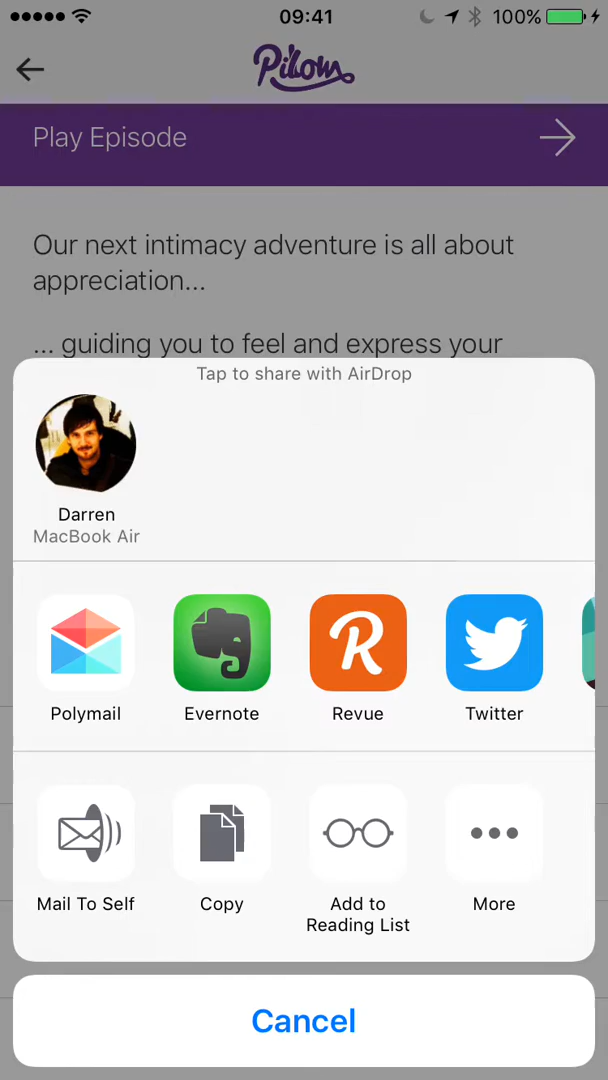 09:41
100%
Pillow
Play Episode
Our next intimacy adventure is all about
appreciation...
... guiding you to feel and express your
Tap to share with AirDrop
Darren
MacBook Air
R
Polymail
Evernote
Revue
Twitter
Mail To Self
Copy
Add to
Reading List
More
Cancel